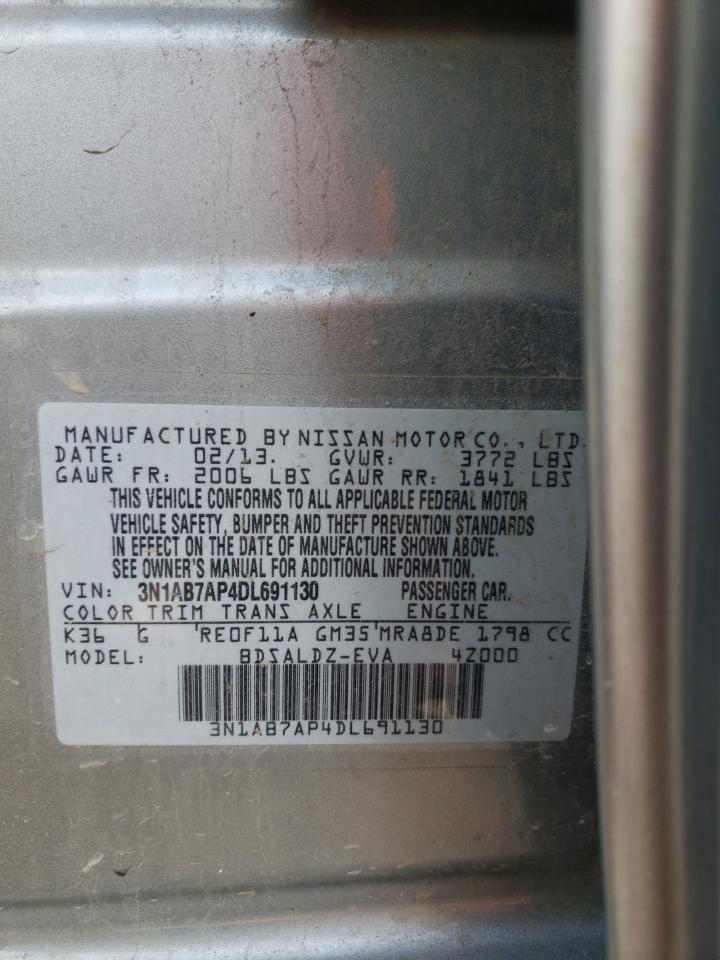 MANUFACTURED BY NISSAN MOTOR CO., LTD.
DATE: 02/13. GVWR: 3772 LBS
GAWR FR: 2006 LBS GAWR RR: 1841 LBS
THIS VEHICLE CONFORMS TO ALL APPLICABLE FEDERAL MOTOR
VEHICLE SAFETY, BUMPER AND THEFT PREVENTION STANDARDS
IN EFFECT ON THE DATE OF MANUFACTURE SHOWN ABOVE.
SEE OWNER'S MANUAL FOR ADDITIONAL INFORMATION.
VIN: 3N1AB7AP4DL691130 PASSENGER CAR.
COLOR TRIM TRANS AXLE ENGINE
K36 G RE0F11A GM35 MRA8DE 1798 CC
MODEL: BDSALDZ-EVA 4Z000
3N1AB7AP4DL691130